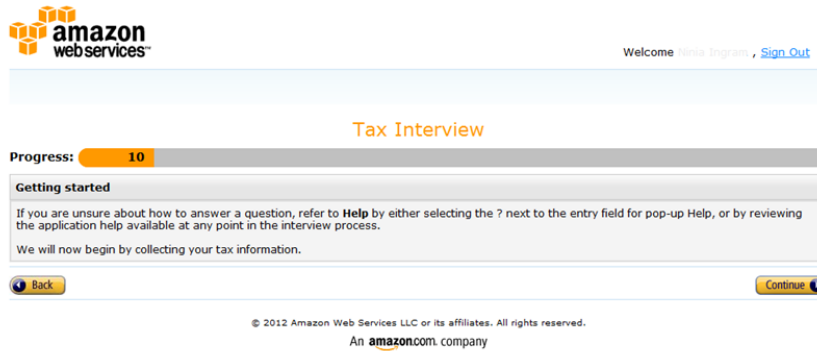 amazon
webservices™
Welcome Ninta Ingram , Sign Out
Tax Interview
Progress: 10
Getting started
If you are unsure about how to answer a question, refer to Help by either selecting the ? next to the entry field for pop-up Help, or by reviewing
the application help available at any point in the interview process.
We will now begin by collecting your tax information.
Back
Continue
© 2012 Amazon Web Services LLC or its affiliates. All rights reserved.
An amazon.com. company